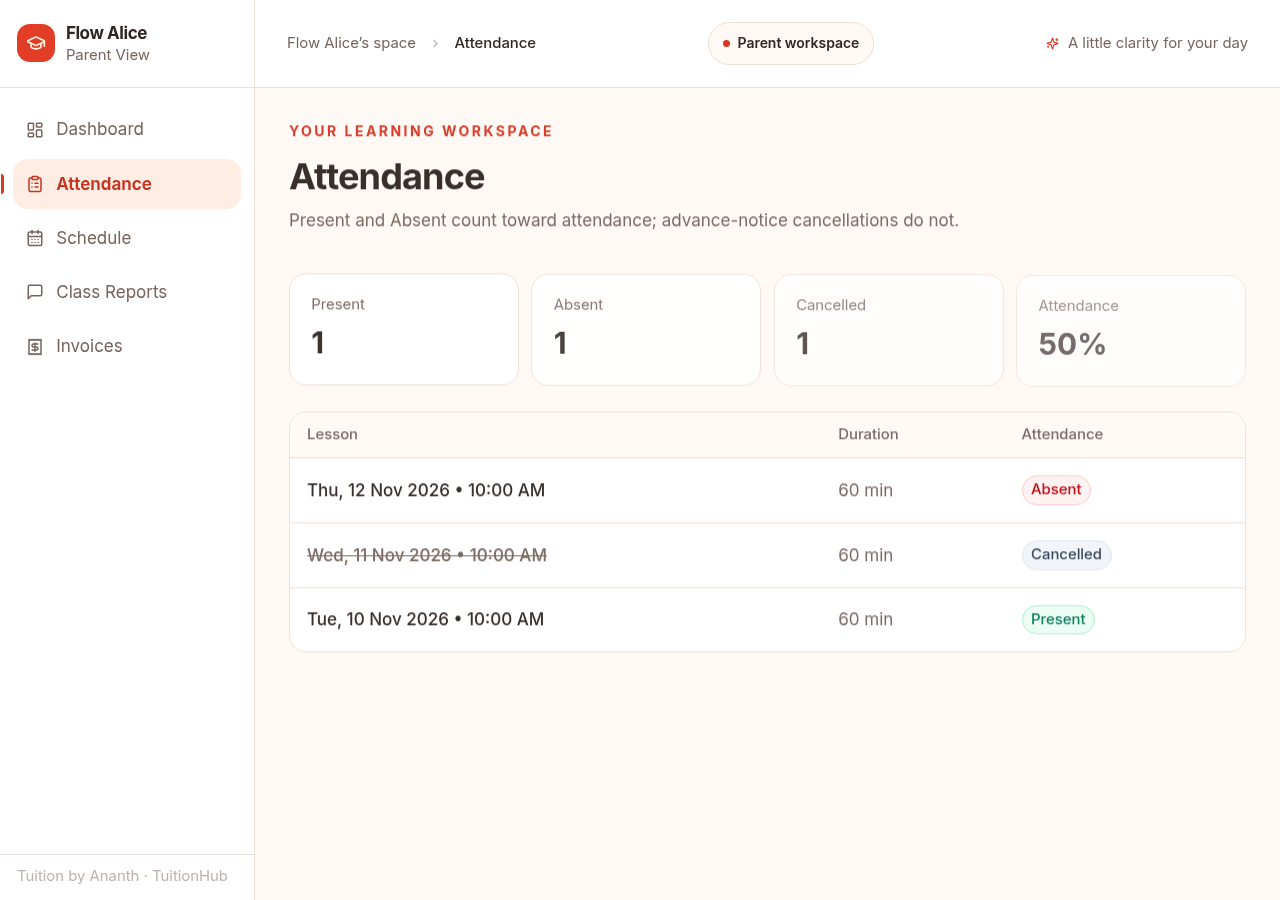 Flow Alice
Parent View
Flow Alice’s space › Attendance
Parent workspace
A little clarity for your day
Dashboard
Attendance
Schedule
Class Reports
Invoices
YOUR LEARNING WORKSPACE
Attendance
Present and Absent count toward attendance; advance-notice cancellations do not.
Present
1
Absent
1
Cancelled
1
Attendance
50%
Lesson Duration Attendance
Thu, 12 Nov 2026 • 10:00 AM 60 min Absent
Wed, 11 Nov 2026 • 10:00 AM 60 min Cancelled
Tue, 10 Nov 2026 • 10:00 AM 60 min Present
Tuition by Ananth · TuitionHub